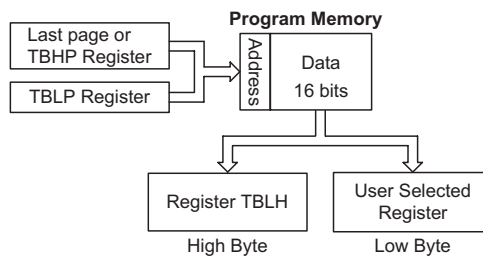 Program Memory
Last page or
TBHP Register
TBLP Register
Address
Data
16 bits
Register TBLH
User Selected
Register
High Byte
Low Byte